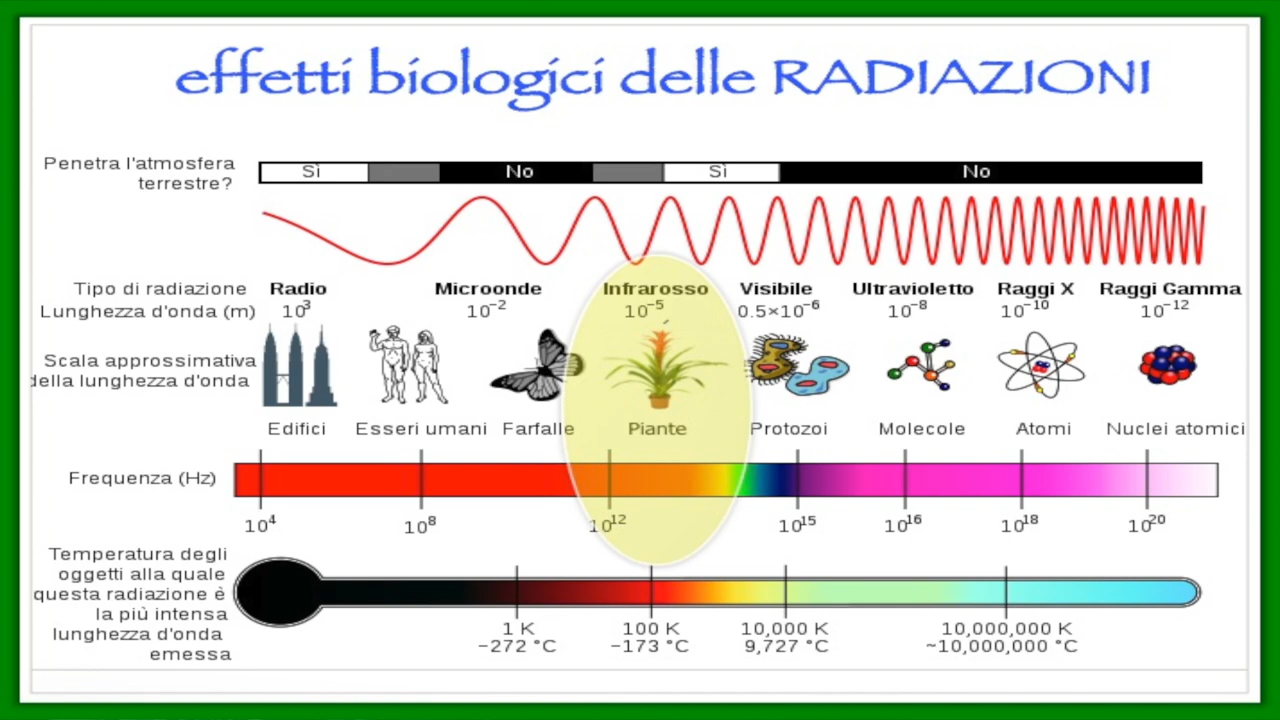 effetti biologici delle RADIAZIONI
Penetra l'atmosfera
terrestre?
Sì
No
Sì
No
Tipo di radiazione
Radio
Microonde
Infrarosso
Visibile
Ultravioletto
Raggi X
Raggi Gamma
Lunghezza d'onda (m)
10³
10⁻²
10⁻⁵
0.5×10⁻⁶
10⁻⁸
10⁻¹⁰
10⁻¹²
Scala approssimativa
della lunghezza d'onda
Edifici
Esseri umani
Farfalle
Piante
Protozoi
Molecole
Atomi
Nuclei atomici
Frequenza (Hz)
10⁴
10⁸
10¹²
10¹⁵
10¹⁶
10¹⁸
10²⁰
Temperatura degli
oggetti alla quale
questa radiazione è
la più intensa
lunghezza d'onda
emessa
1 K
−272 °C
100 K
−173 °C
10,000 K
9,727 °C
10,000,000 K
~10,000,000 °C